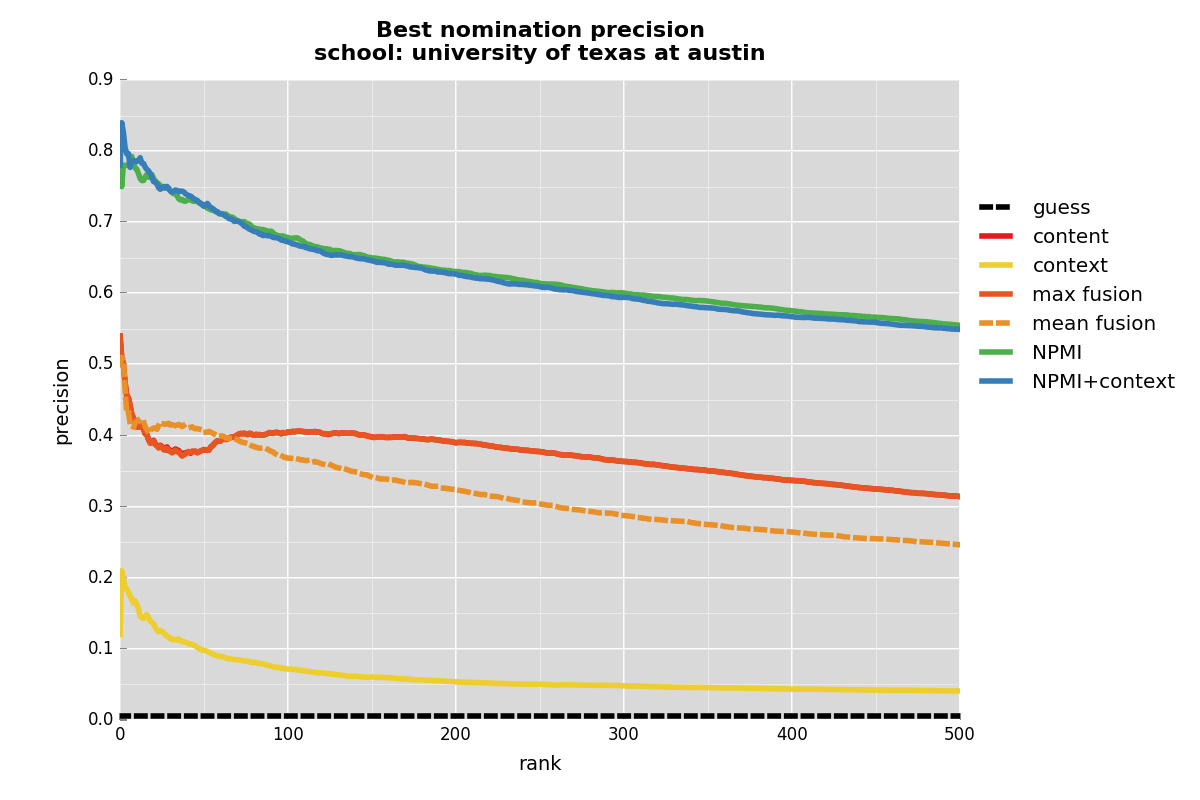 Best nomination precision
school: university of texas at austin
0.9
0.8
0.7
0.6
0.5
0.4
0.3
0.2
0.1
0.0
precision
0 100 200 300 400 500
rank
guess
content
context
max fusion
mean fusion
NPMI
NPMI+context